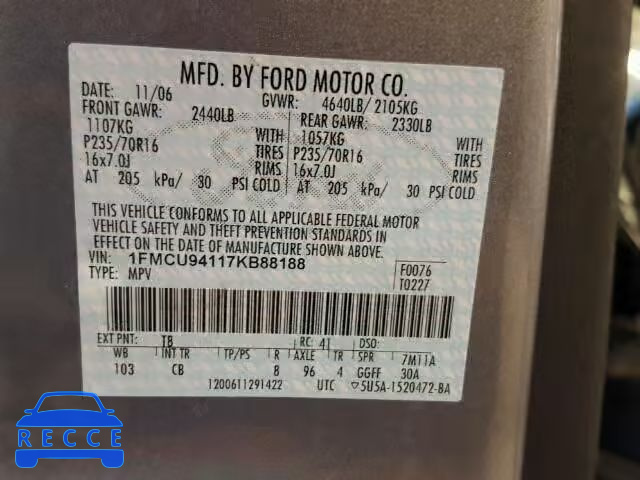 MFD. BY FORD MOTOR CO.
DATE: 11/06 GVWR: 4640LB/ 2105KG
FRONT GAWR: 2440LB REAR GAWR: 2330LB
1107KG WITH 1057KG WITH
P235/70R16 TIRES P235/70R16 TIRES
16x7.0J RIMS 16x7.0J RIMS
AT 205 kPa/ 30 PSI COLD AT 205 kPa/ 30 PSI COLD
THIS VEHICLE CONFORMS TO ALL APPLICABLE FEDERAL MOTOR
VEHICLE SAFETY AND THEFT PREVENTION STANDARDS IN
EFFECT ON THE DATE OF MANUFACTURE SHOWN ABOVE.
VIN: 1FMCU94117KB88188 F0076
TYPE: MPV T0227
EXT PNT: TB RC: 41 DSO:
WB INT TR TP/PS R AXLE TR SPR 7M11A
103 CB 8 96 4 GGFF 30A
1200611291422 UTC ▽5U5A-1520472-BA
RECCE